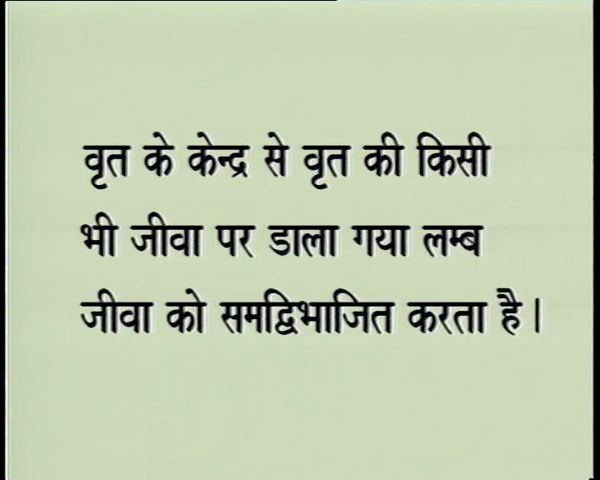 वृत के केन्द्र से वृत की किसी
भी जीवा पर डाला गया लम्ब
जीवा को समद्विभाजित करता है।